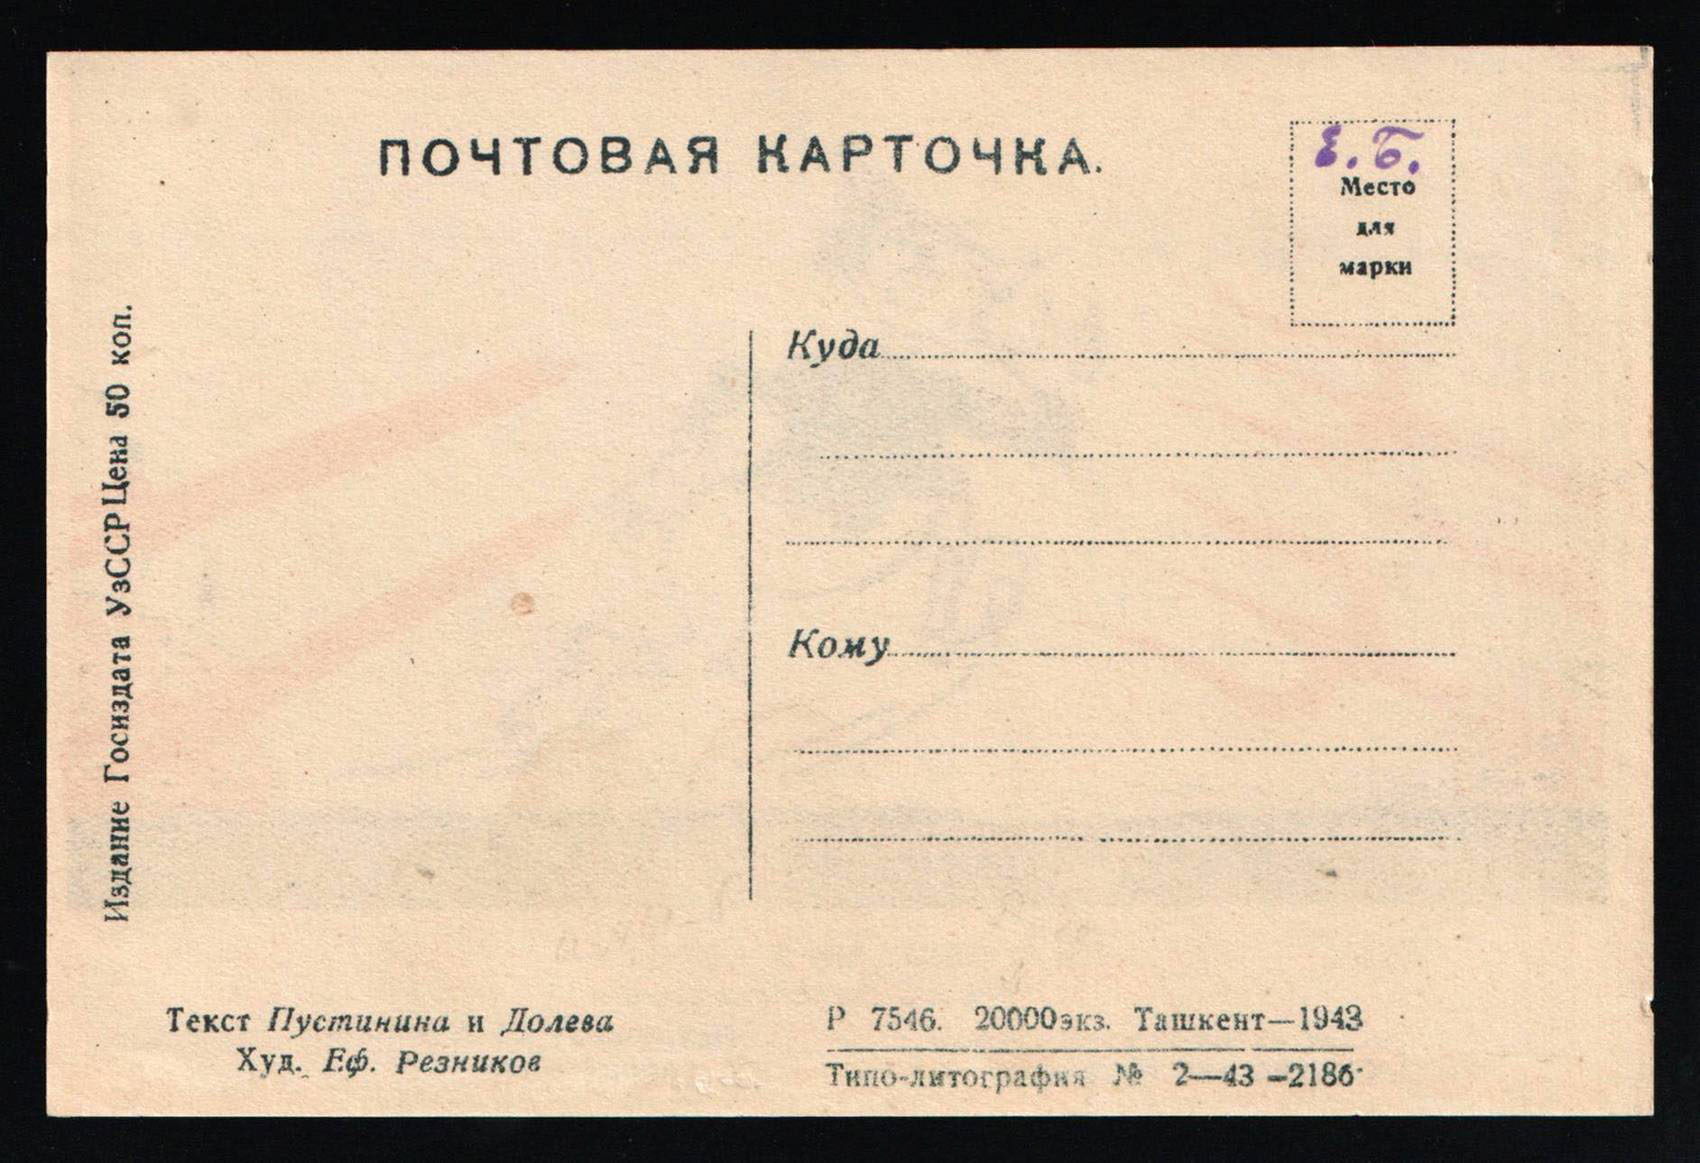 ПОЧТОВАЯ КАРТОЧКА.
Е. Б.
Место
для
марки
Куда
Кому
Издание Госиздата УзССР Цена 50 коп.
Текст Пустинина и Долева
Худ. Еф. Резников
Р 7546. 20000экз. Ташкент—1943
Типо-литография № 2—43—2186